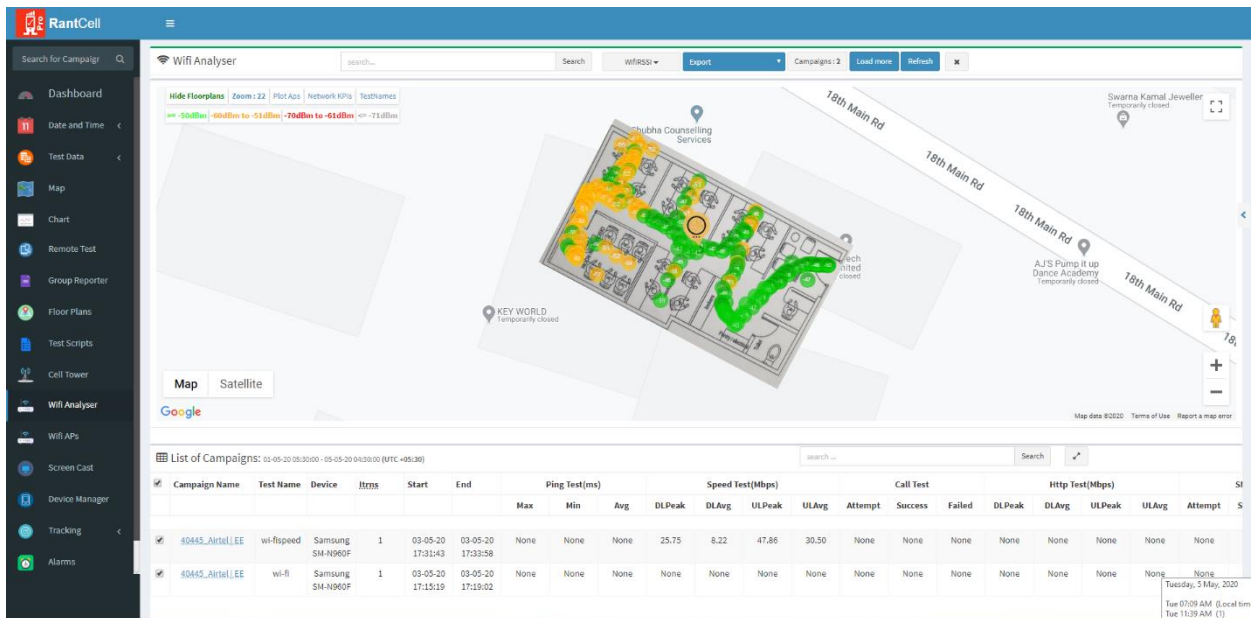 RantCell
Search for Campaigr
Dashboard
Date and Time
Test Data
Map
Chart
Remote Test
Group Reporter
Floor Plans
Test Scripts
Cell Tower
Wifi Analyser
Wifi APs
Screen Cast
Device Manager
Tracking
Alarms
Wifi Analyser search... Search WifiRSSI Export Campaigns: 2 Load more Refresh
Hide Floorplans Zoom: 22 Plot Aps Network KPIs TestNames
>= -50dBm -60dBm to -51dBm -70dBm to -61dBm <= -71dBm
Shubha Counselling
Services
18th Main Rd
18th Main Rd
18th Main Rd
18th Main Rd
Swarna Kamal Jeweller
Temporarily closed
AJ'S Pump it up
Dance Academy
Temporarily closed
KEY WORLD
Temporarily closed
Map Satellite
Google
Map data ©2020 Terms of Use Report a map error
List of Campaigns: 01-05-20 05:30:00 - 05-05-20 04:30:00 (UTC +05:30) search ... Search
Campaign Name Test Name Device Itrns Start End Ping Test(ms) Speed Test(Mbps) Call Test Http Test(Mbps)
Max Min Avg DLPeak DLAvg ULPeak ULAvg Attempt Success Failed DLPeak DLAvg ULPeak ULAvg Attempt
40445_Airtel | EE wi-fispeed Samsung 1 03-05-20 03-05-20 None None None 25.75 8.22 47.86 30.50 None None None None None None None None
SM-N960F 17:31:43 17:33:58
40445_Airtel | EE wi-fi Samsung 1 03-05-20 03-05-20 None None None None None None None None None None None None None None None
SM-N960F 17:15:19 17:19:02
Tuesday, 5 May, 2020
Tue 07:09 AM (Local tim
Tue 11:39 AM (1)